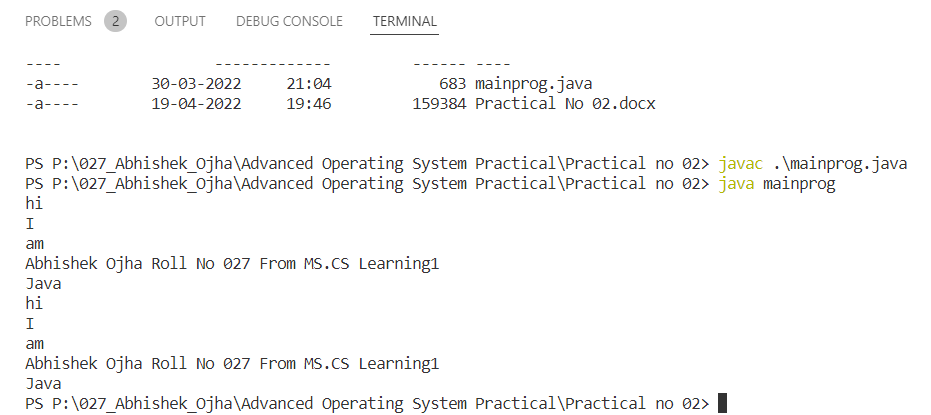 PROBLEMS 2 OUTPUT DEBUG CONSOLE TERMINAL
---- ------------- ------ ----
-a---- 30-03-2022 21:04 683 mainprog.java
-a---- 19-04-2022 19:46 159384 Practical No 02.docx
PS P:\027_Abhishek_Ojha\Advanced Operating System Practical\Practical no 02> javac .\mainprog.java
PS P:\027_Abhishek_Ojha\Advanced Operating System Practical\Practical no 02> java mainprog
hi
I
am
Abhishek Ojha Roll No 027 From MS.CS Learning1
Java
hi
I
am
Abhishek Ojha Roll No 027 From MS.CS Learning1
Java
PS P:\027_Abhishek_Ojha\Advanced Operating System Practical\Practical no 02>